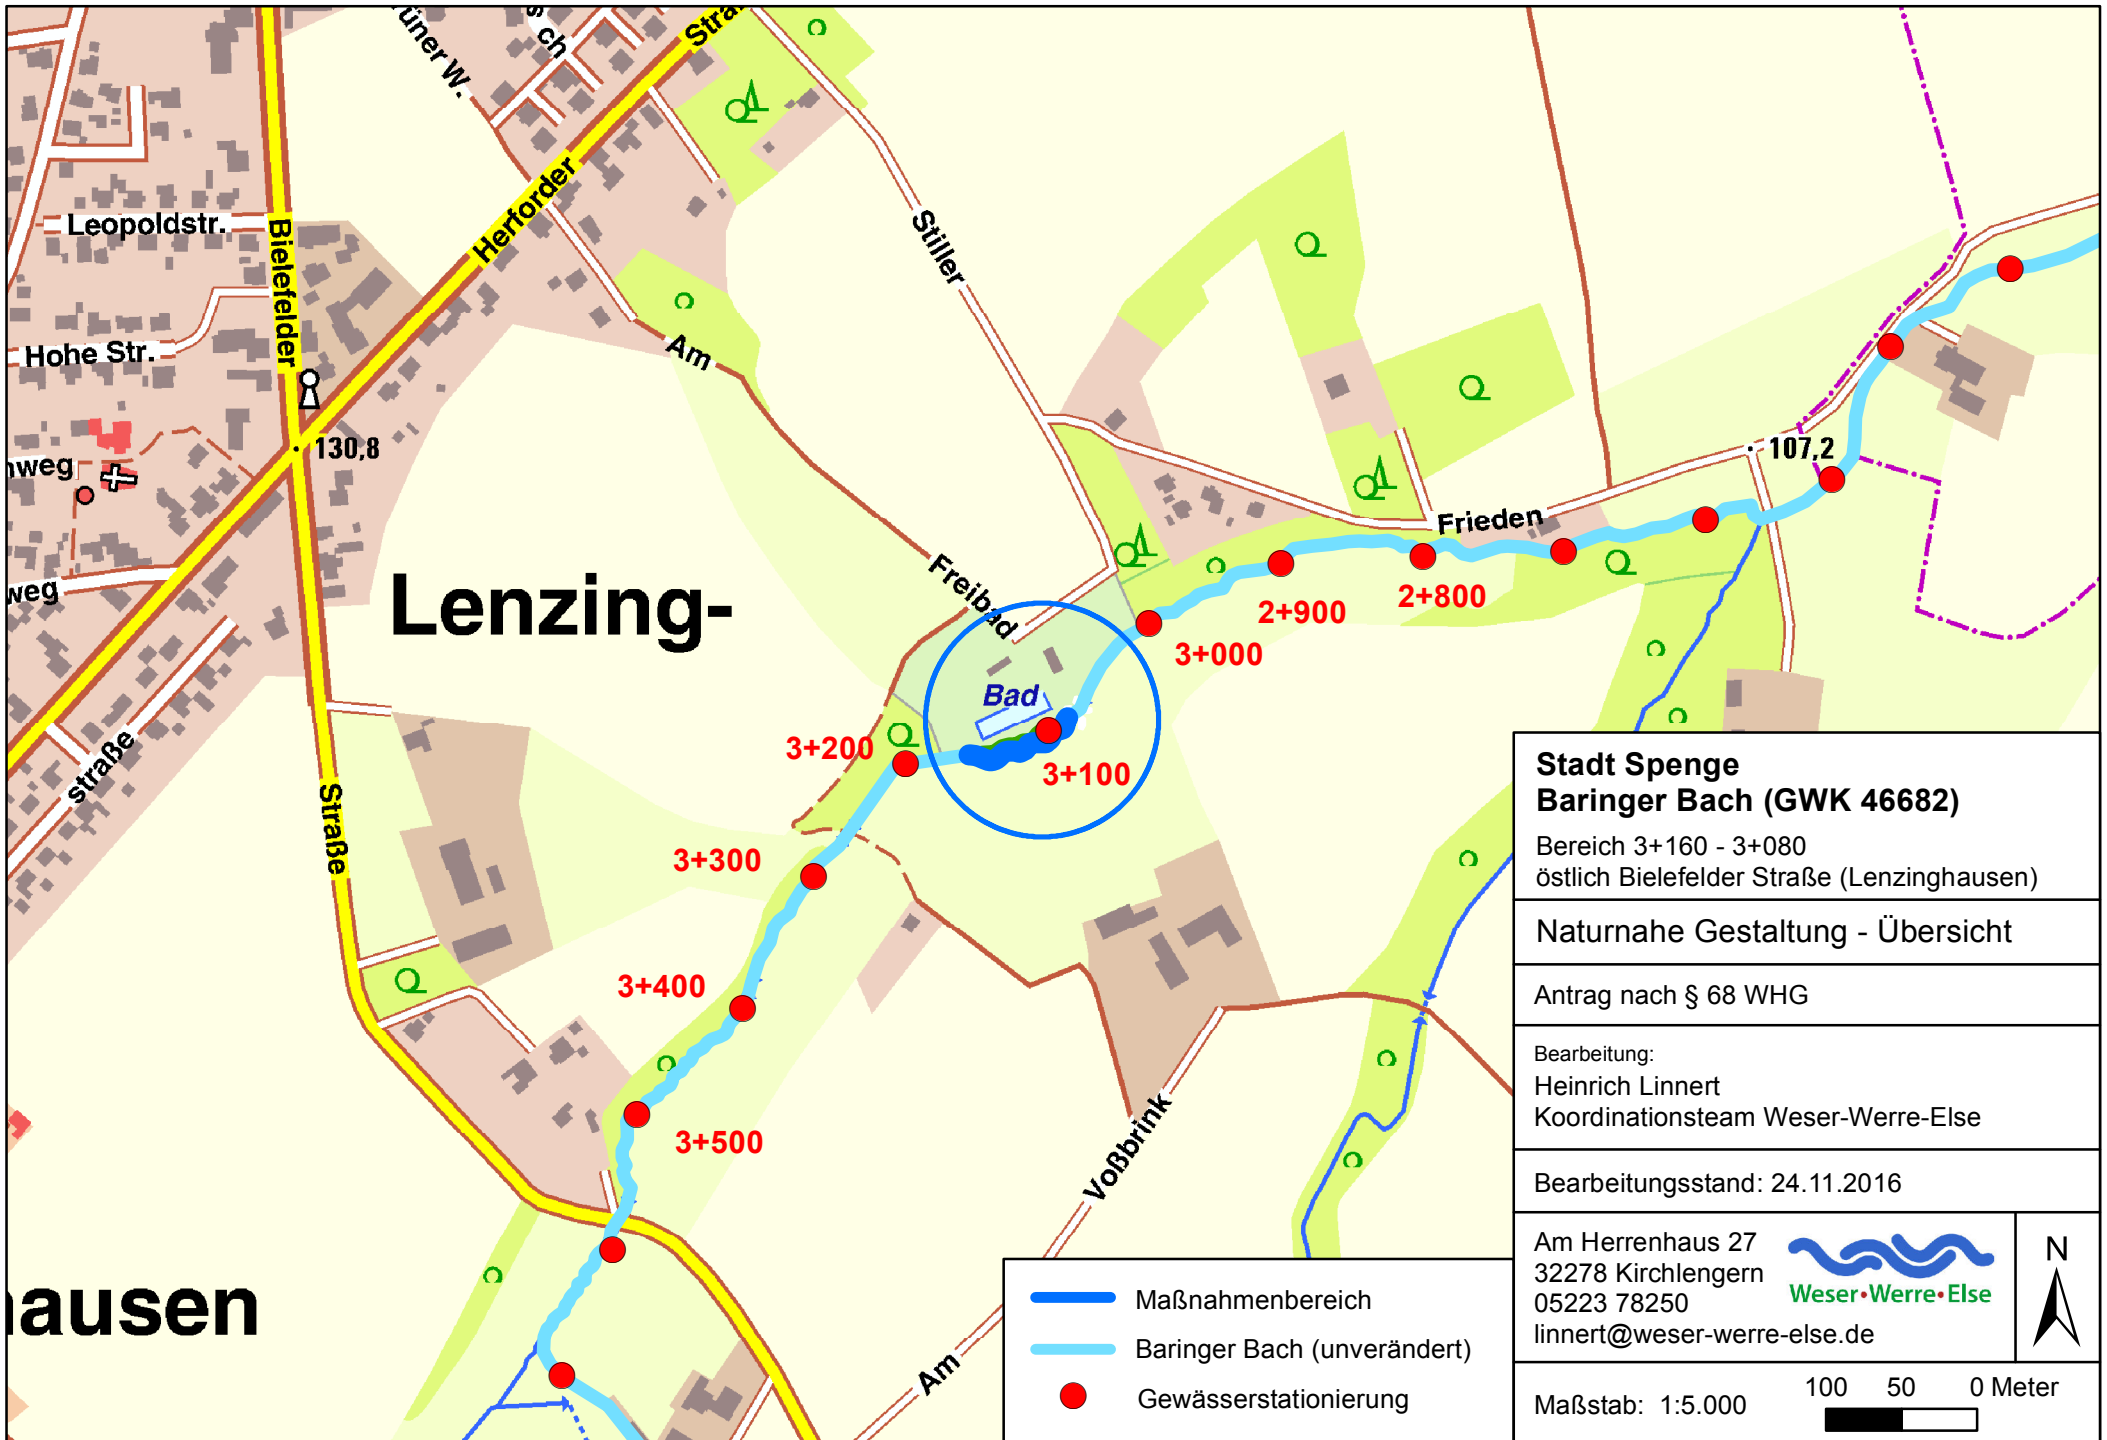 üner W.
sch
Straß
Leopoldstr.
Bielefelder
Herforder
Stiller
Hohe Str.
Am
130,8
nweg
107,2
Frieden
weg
Lenzing-
Freibad
2+900
2+800
3+000
Bad
3+200
3+100
straße
Straße
3+300
3+400
3+500
Voßbrink
hausen
Am
Maßnahmenbereich
Baringer Bach (unverändert)
Gewässerstationierung
Stadt Spenge
Baringer Bach (GWK 46682)
Bereich 3+160 - 3+080
östlich Bielefelder Straße (Lenzinghausen)
Naturnahe Gestaltung - Übersicht
Antrag nach § 68 WHG
Bearbeitung:
Heinrich Linnert
Koordinationsteam Weser-Werre-Else
Bearbeitungsstand: 24.11.2016
Am Herrenhaus 27
32278 Kirchlengern
05223 78250
linnert@weser-werre-else.de
Weser•Werre•Else
N
Maßstab: 1:5.000
100 50 0 Meter